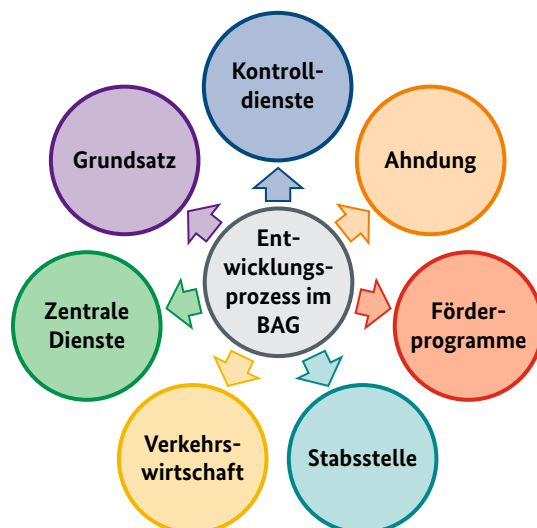 Kontroll-
dienste
Grundsatz
Ahndung
Ent-
wicklungs-
prozess im
BAG
Zentrale
Dienste
Förder-
programme
Verkehrs-
wirtschaft
Stabsstelle